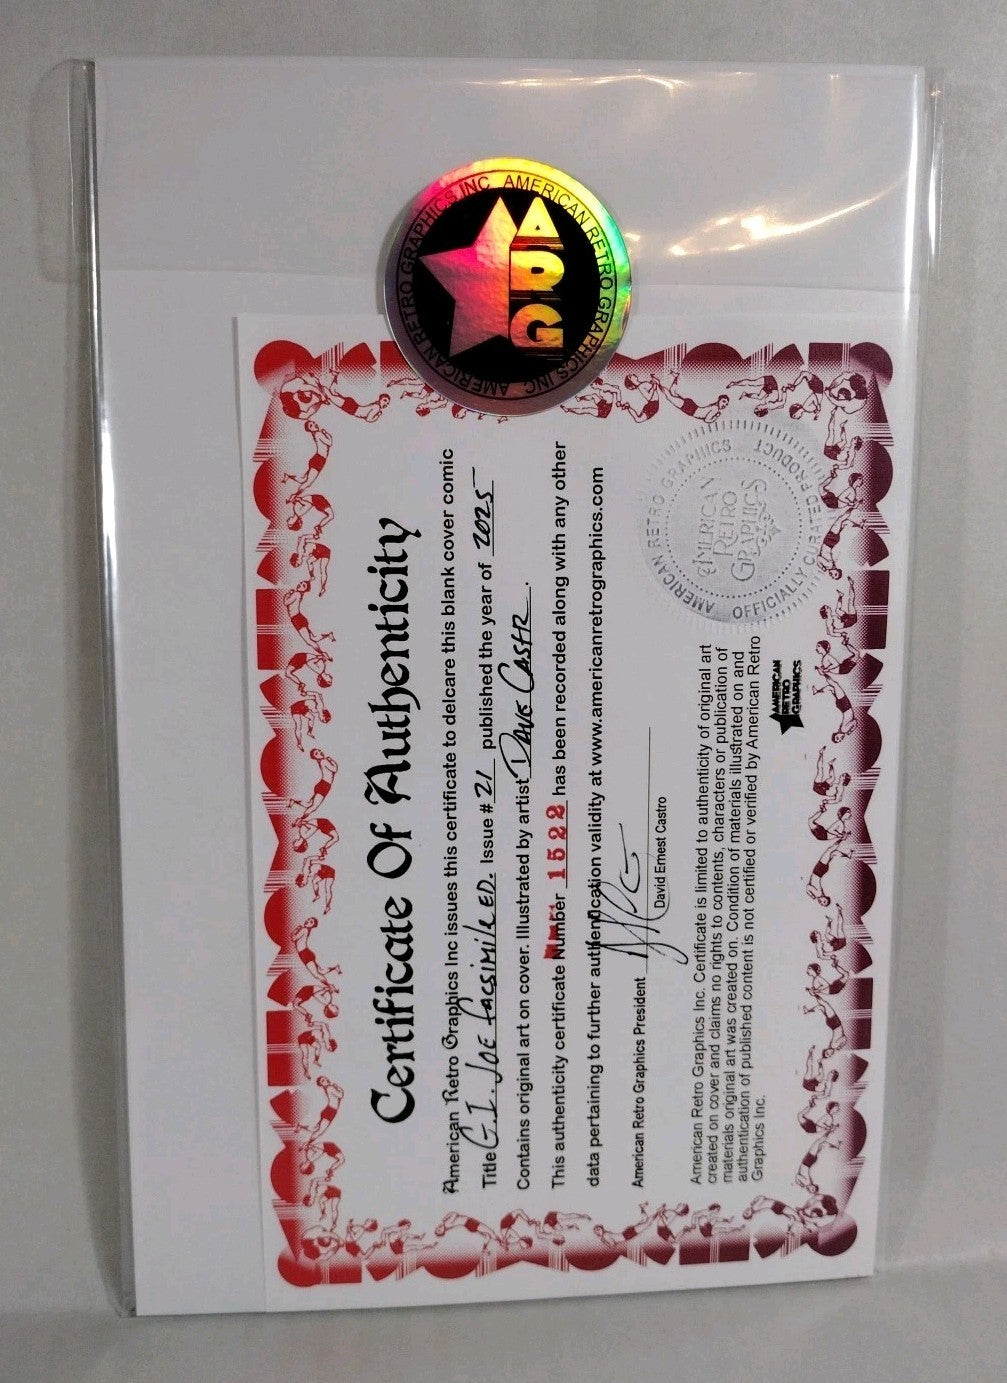 AMERICAN RETRO GRAPHICS INC AMERICAN RETRO GRAPHICS INC
ARG
Certificate Of Authenticity
American Retro Graphics Inc issues this certificate to delcare this blank cover comic
Title G.I. JOE facsimile ED. Issue # 21 published the year of 2025
Contains original art on cover. Illustrated by artist DAVE CASTR.
This authenticity certificate Number 1522 has been recorded along with any other
data pertaining to further authentication validity at www.americanretrographics.com
American Retro Graphics President
David Ernest Castro
American Retro Graphics Inc. Certificate is limited to authenticity of original art
created on cover and claims no rights to contents, characters or publication of
materials original art was created on. Condition of materials illustrated on and
authentication of published content is not certified or verified by American Retro
Graphics Inc.
AMERICAN RETRO GRAPHICS
OFFICIALLY CURATED PRODUCT
AMERICAN
RETRO
GRAPHICS
AMERICAN
RETRO
GRAPHICS